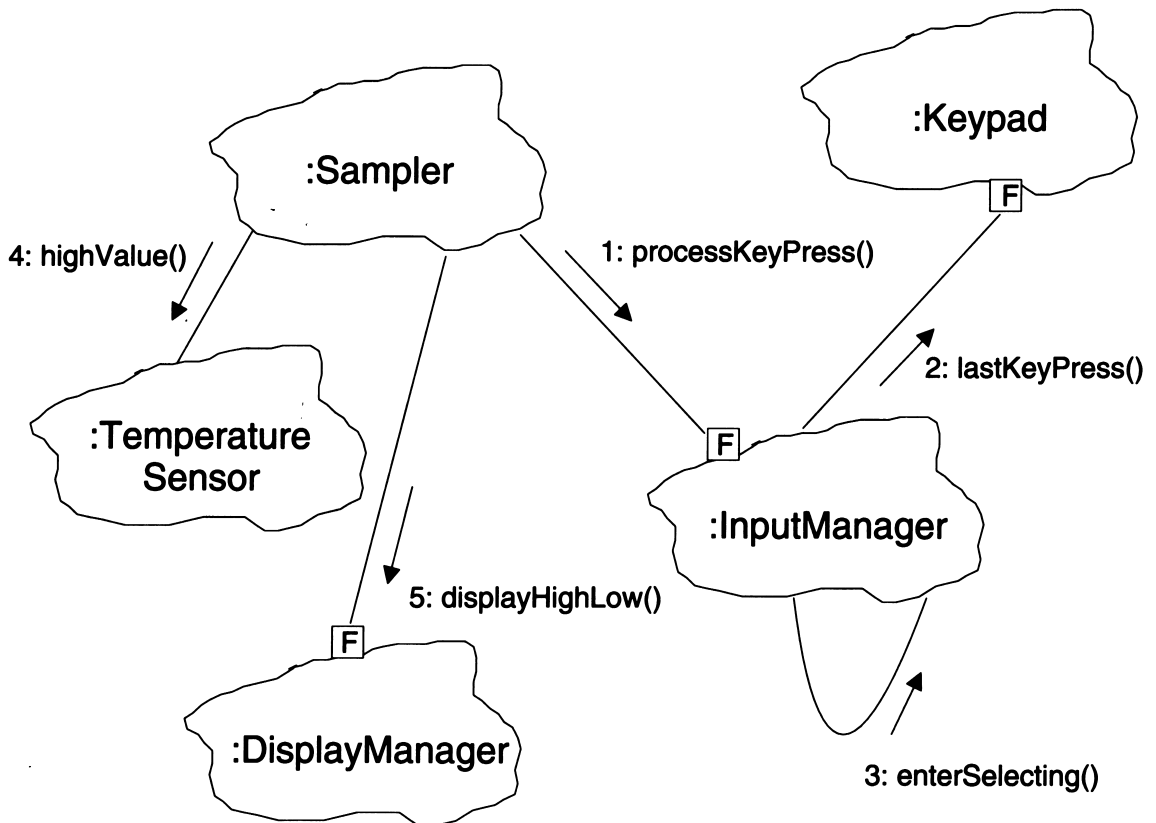 :Keypad
F
:Sampler
4: highValue()
1: processKeyPress()
2: lastKeyPress()
:Temperature
Sensor
F
:InputManager
5: displayHighLow()
F
:DisplayManager
3: enterSelecting()